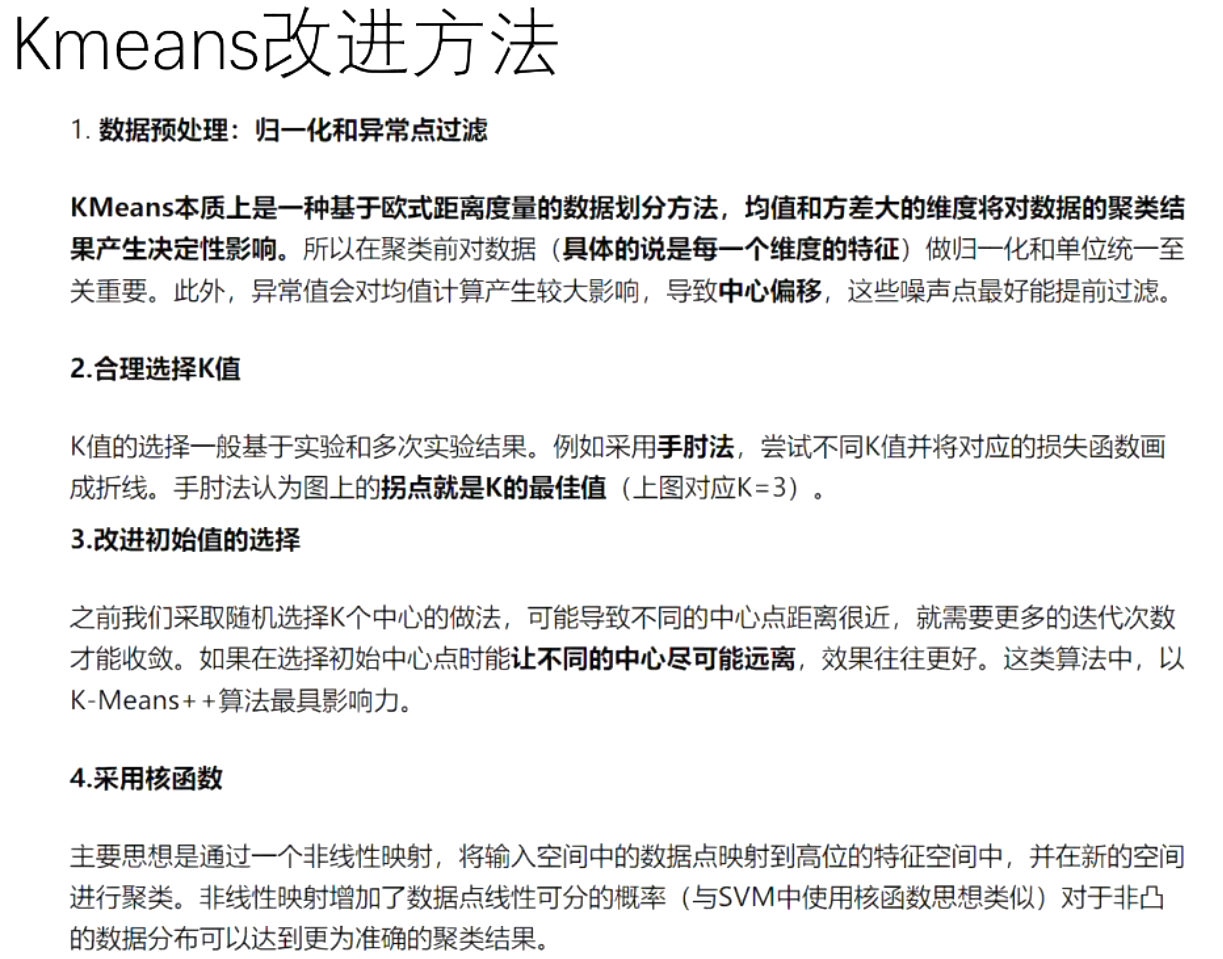 Kmeans改进方法
1. 数据预处理：归一化和异常点过滤
KMeans本质上是一种基于欧式距离度量的数据划分方法，均值和方差大的维度将对数据的聚类结
果产生决定性影响。所以在聚类前对数据（具体的说是每一个维度的特征）做归一化和单位统一至
关重要。此外，异常值会对均值计算产生较大影响，导致中心偏移，这些噪声点最好能提前过滤。
2.合理选择K值
K值的选择一般基于实验和多次实验结果。例如采用手肘法，尝试不同K值并将对应的损失函数画
成折线。手肘法认为图上的拐点就是K的最佳值（上图对应K=3）。
3.改进初始值的选择
之前我们采取随机选择K个中心的做法，可能导致不同的中心点距离很近，就需要更多的迭代次数
才能收敛。如果在选择初始中心点时能让不同的中心尽可能远离，效果往往更好。这类算法中，以
K-Means++算法最具影响力。
4.采用核函数
主要思想是通过一个非线性映射，将输入空间中的数据点映射到高位的特征空间中，并在新的空间
进行聚类。非线性映射增加了数据点线性可分的概率（与SVM中使用核函数思想类似）对于非凸
的数据分布可以达到更为准确的聚类结果。